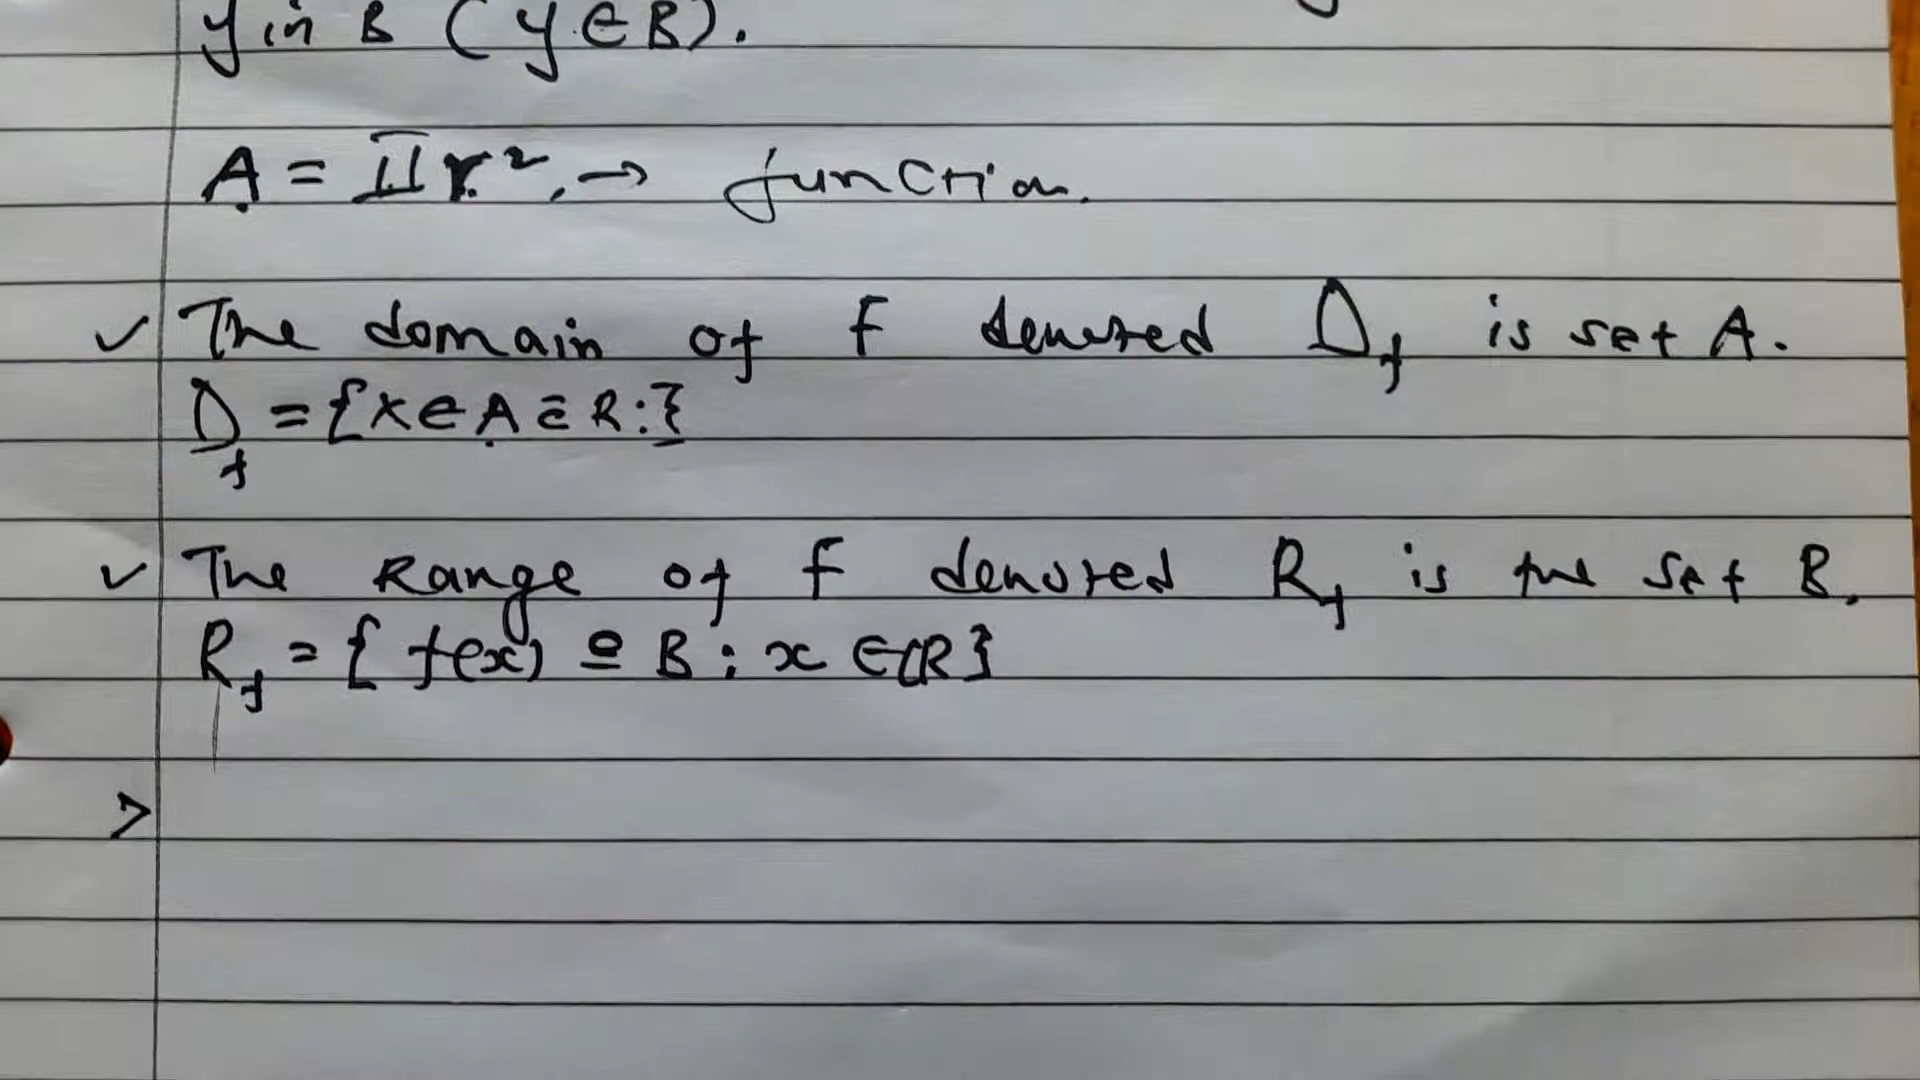 y in B (y ∈ B).
A = πr², → function.
✓ The domain of f denoted D_f is set A.
D_f = {x ∈ A ⊆ R:}
✓ The Range of f denoted R_f is the set B.
R_f = { f(x) ⊆ B : x ∈ ℝ}
>